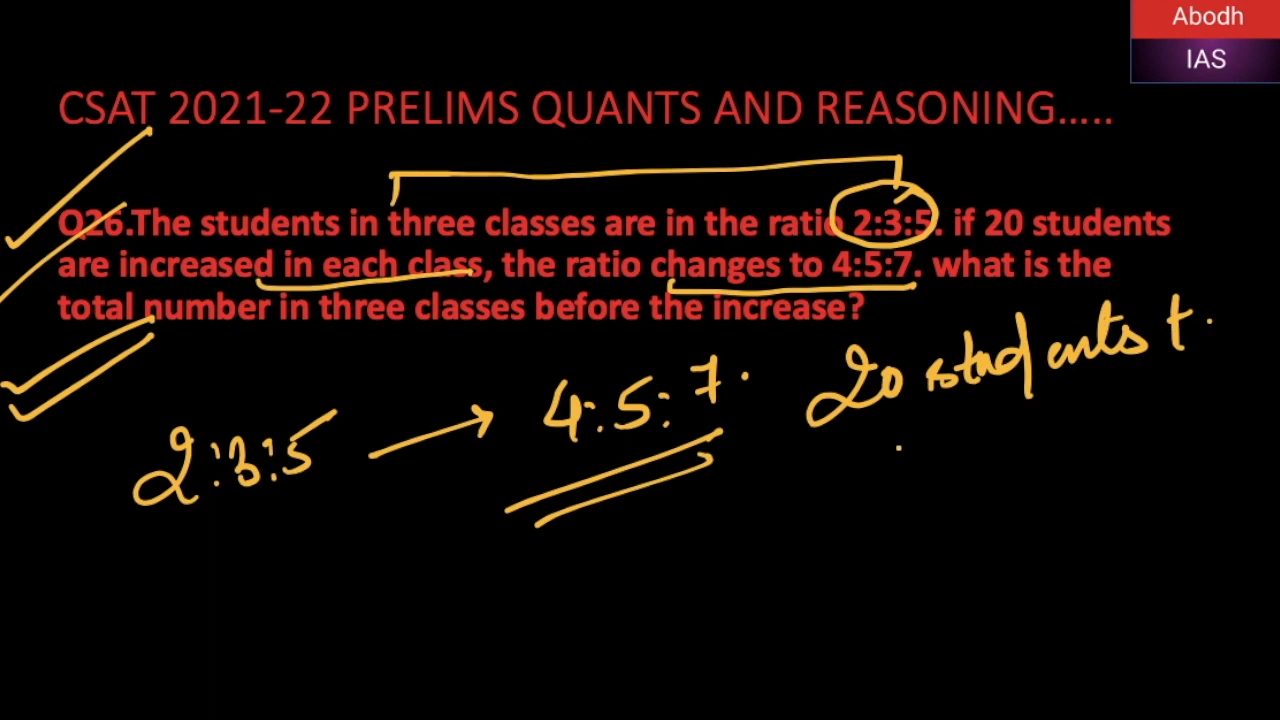 Abodh
IAS
CSAT 2021-22 PRELIMS QUANTS AND REASONING.....
Q26.The students in three classes are in the ratio 2:3:5. if 20 students
are increased in each class, the ratio changes to 4:5:7. what is the
total number in three classes before the increase?
2:3:5 → 4:5:7. 20 students t.